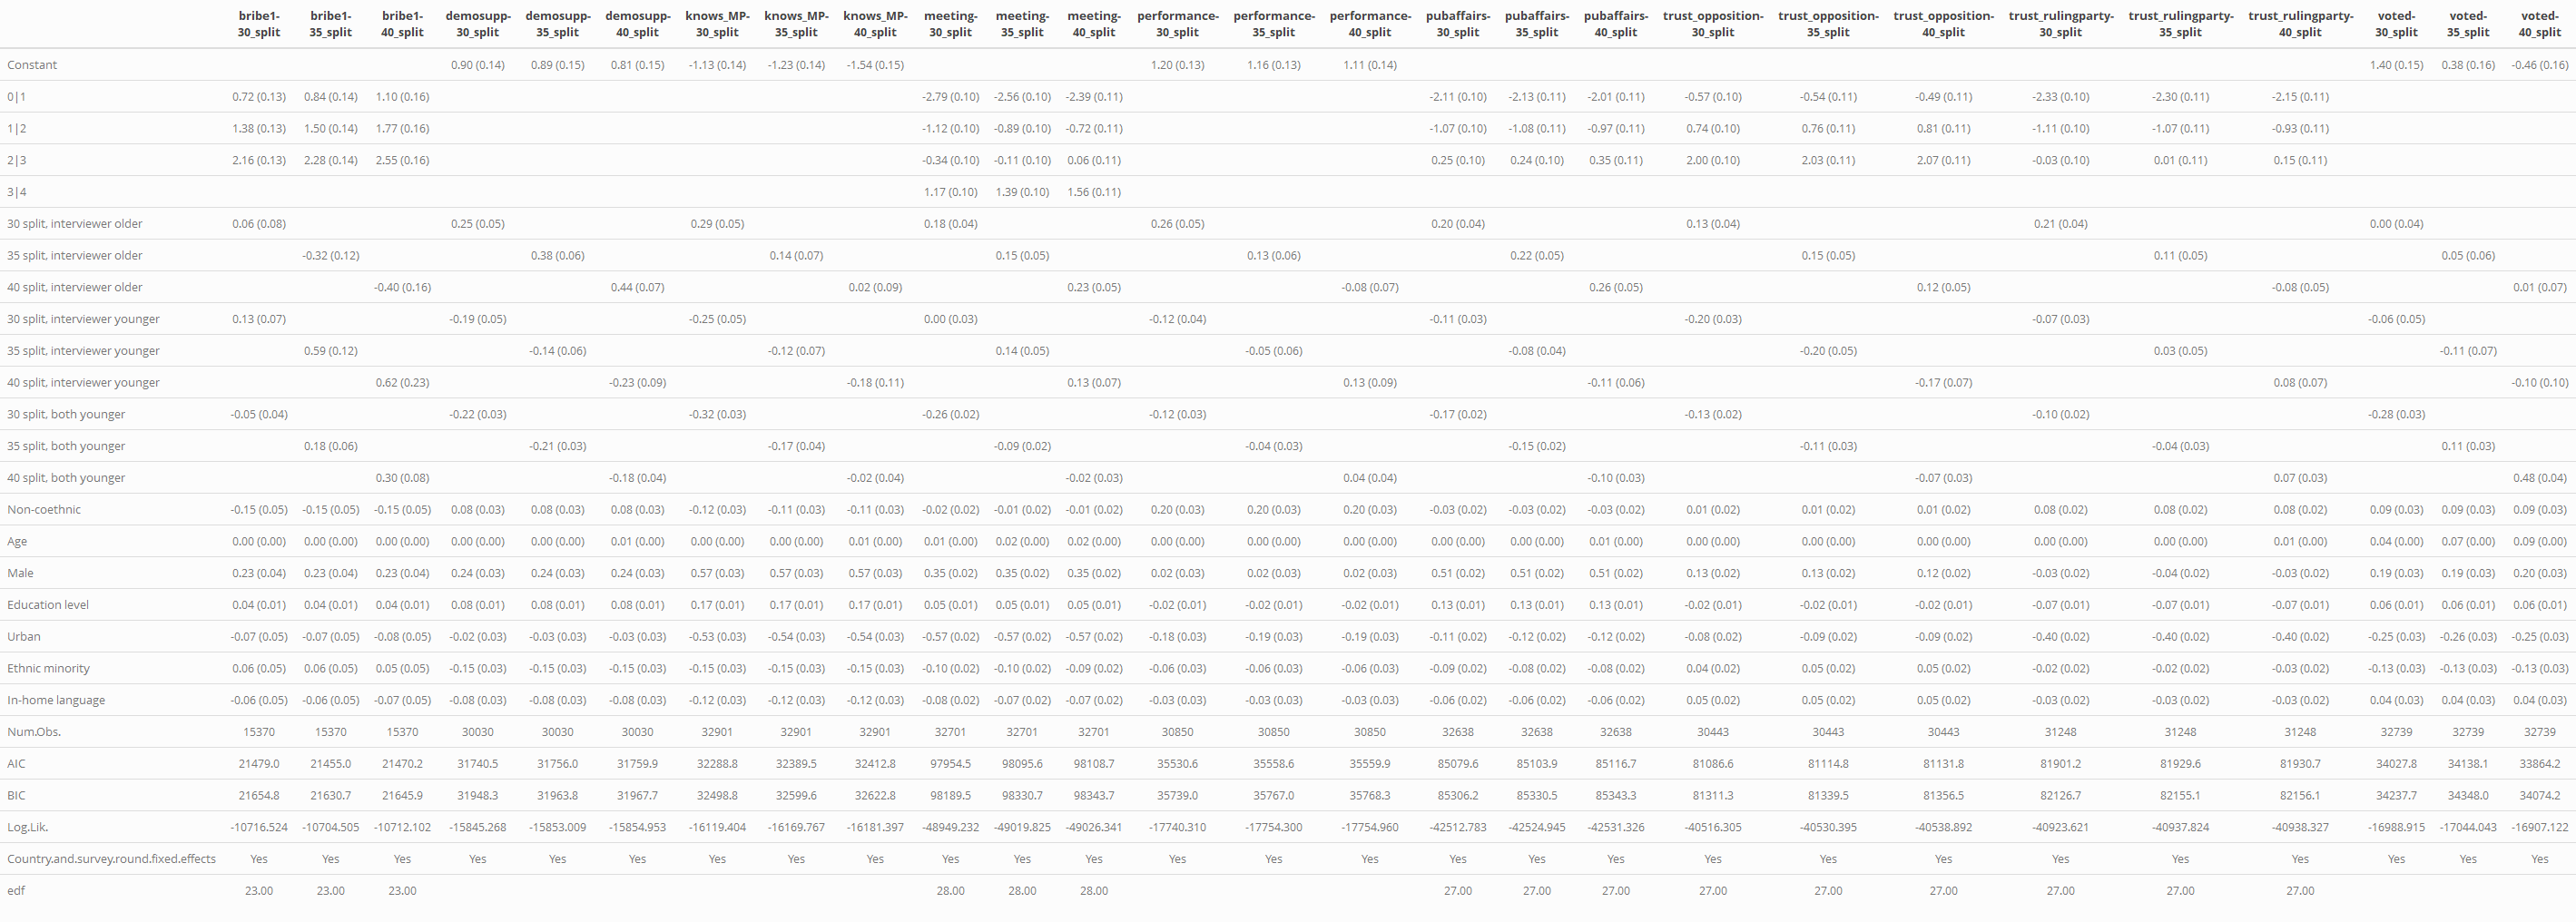 bribe1- bribe1- bribe1- demosupp- demosupp- demosupp- knows_MP- knows_MP- knows_MP- meeting- meeting- meeting- performance- performance- performance- pubaffairs- pubaffairs- pubaffairs- trust_opposition- trust_opposition- trust_opposition- trust_rulingparty- trust_rulingparty- trust_rulingparty- voted- voted- voted-
30_split 35_split 40_split 30_split 35_split 40_split 30_split 35_split 40_split 30_split 35_split 40_split 30_split 35_split 40_split 30_split 35_split 40_split 30_split 35_split 40_split 30_split 35_split 40_split 30_split 35_split 40_split
Constant 0.90 (0.14) 0.89 (0.15) 0.81 (0.15) -1.13 (0.14) -1.23 (0.14) -1.54 (0.15) 1.20 (0.13) 1.16 (0.13) 1.11 (0.14) 1.40 (0.15) 0.38 (0.16) -0.46 (0.16)
0|1 0.72 (0.13) 0.84 (0.14) 1.10 (0.16) -2.79 (0.10) -2.56 (0.10) -2.39 (0.11) -2.11 (0.10) -2.13 (0.11) -2.01 (0.11) -0.57 (0.10) -0.54 (0.11) -0.49 (0.11) -2.33 (0.10) -2.30 (0.11) -2.15 (0.11)
1|2 1.38 (0.13) 1.50 (0.14) 1.77 (0.16) -1.12 (0.10) -0.89 (0.10) -0.72 (0.11) -1.07 (0.10) -1.08 (0.11) -0.97 (0.11) 0.74 (0.10) 0.76 (0.11) 0.81 (0.11) -1.11 (0.10) -1.07 (0.11) -0.93 (0.11)
2|3 2.16 (0.13) 2.28 (0.14) 2.55 (0.16) -0.34 (0.10) -0.11 (0.10) 0.06 (0.11) 0.25 (0.10) 0.24 (0.10) 0.35 (0.11) 2.00 (0.10) 2.03 (0.11) 2.07 (0.11) -0.03 (0.10) 0.01 (0.11) 0.15 (0.11)
3|4 1.17 (0.10) 1.39 (0.10) 1.56 (0.11)
30 split, interviewer older 0.06 (0.08) 0.25 (0.05) 0.29 (0.05) 0.18 (0.04) 0.26 (0.05) 0.20 (0.04) 0.13 (0.04) 0.21 (0.04) 0.00 (0.04)
35 split, interviewer older -0.32 (0.12) 0.38 (0.06) 0.14 (0.07) 0.15 (0.05) 0.13 (0.06) 0.22 (0.05) 0.15 (0.05) 0.11 (0.05) 0.05 (0.06)
40 split, interviewer older -0.40 (0.16) 0.44 (0.07) 0.02 (0.09) 0.23 (0.05) -0.08 (0.07) 0.26 (0.05) 0.12 (0.05) -0.08 (0.05) 0.01 (0.07)
30 split, interviewer younger 0.13 (0.07) -0.19 (0.05) -0.25 (0.05) 0.00 (0.03) -0.12 (0.04) -0.11 (0.03) -0.20 (0.03) -0.07 (0.03) -0.06 (0.05)
35 split, interviewer younger 0.59 (0.12) -0.14 (0.06) -0.12 (0.07) 0.14 (0.05) -0.05 (0.06) -0.08 (0.04) -0.20 (0.05) 0.03 (0.05) -0.11 (0.07)
40 split, interviewer younger 0.62 (0.23) -0.23 (0.09) -0.18 (0.11) 0.13 (0.07) 0.13 (0.09) -0.11 (0.06) -0.17 (0.07) 0.08 (0.07) -0.10 (0.10)
30 split, both younger -0.05 (0.04) -0.22 (0.03) -0.32 (0.03) -0.26 (0.02) -0.12 (0.03) -0.17 (0.02) -0.13 (0.02) -0.10 (0.02) -0.28 (0.03)
35 split, both younger 0.18 (0.06) -0.21 (0.03) -0.17 (0.04) -0.09 (0.02) -0.04 (0.03) -0.15 (0.02) -0.11 (0.03) -0.04 (0.03) 0.11 (0.03)
40 split, both younger 0.30 (0.08) -0.18 (0.04) -0.02 (0.04) -0.02 (0.03) 0.04 (0.04) -0.10 (0.03) -0.07 (0.03) 0.07 (0.03) 0.48 (0.04)
Non-coethnic -0.15 (0.05) -0.15 (0.05) -0.15 (0.05) 0.08 (0.03) 0.08 (0.03) 0.08 (0.03) -0.12 (0.03) -0.11 (0.03) -0.11 (0.03) -0.02 (0.02) -0.01 (0.02) -0.01 (0.02) 0.20 (0.03) 0.20 (0.03) 0.20 (0.03) -0.03 (0.02) -0.03 (0.02) -0.03 (0.02) 0.01 (0.02) 0.01 (0.02) 0.01 (0.02) 0.08 (0.02) 0.08 (0.02) 0.08 (0.02) 0.09 (0.03) 0.09 (0.03) 0.09 (0.03)
Age 0.00 (0.00) 0.00 (0.00) 0.00 (0.00) 0.00 (0.00) 0.00 (0.00) 0.01 (0.00) 0.00 (0.00) 0.00 (0.00) 0.01 (0.00) 0.01 (0.00) 0.02 (0.00) 0.02 (0.00) 0.00 (0.00) 0.00 (0.00) 0.00 (0.00) 0.00 (0.00) 0.00 (0.00) 0.01 (0.00) 0.00 (0.00) 0.00 (0.00) 0.00 (0.00) 0.00 (0.00) 0.00 (0.00) 0.01 (0.00) 0.04 (0.00) 0.07 (0.00) 0.09 (0.00)
Male 0.23 (0.04) 0.23 (0.04) 0.23 (0.04) 0.24 (0.03) 0.24 (0.03) 0.24 (0.03) 0.57 (0.03) 0.57 (0.03) 0.57 (0.03) 0.35 (0.02) 0.35 (0.02) 0.35 (0.02) 0.02 (0.03) 0.02 (0.03) 0.02 (0.03) 0.51 (0.02) 0.51 (0.02) 0.51 (0.02) 0.13 (0.02) 0.13 (0.02) 0.12 (0.02) -0.03 (0.02) -0.04 (0.02) -0.03 (0.02) 0.19 (0.03) 0.19 (0.03) 0.20 (0.03)
Education level 0.04 (0.01) 0.04 (0.01) 0.04 (0.01) 0.08 (0.01) 0.08 (0.01) 0.08 (0.01) 0.17 (0.01) 0.17 (0.01) 0.17 (0.01) 0.05 (0.01) 0.05 (0.01) 0.05 (0.01) -0.02 (0.01) -0.02 (0.01) -0.02 (0.01) 0.13 (0.01) 0.13 (0.01) 0.13 (0.01) -0.02 (0.01) -0.02 (0.01) -0.02 (0.01) -0.07 (0.01) -0.07 (0.01) -0.07 (0.01) 0.06 (0.01) 0.06 (0.01) 0.06 (0.01)
Urban -0.07 (0.05) -0.07 (0.05) -0.08 (0.05) -0.02 (0.03) -0.03 (0.03) -0.03 (0.03) -0.53 (0.03) -0.54 (0.03) -0.54 (0.03) -0.57 (0.02) -0.57 (0.02) -0.57 (0.02) -0.18 (0.03) -0.19 (0.03) -0.19 (0.03) -0.11 (0.02) -0.12 (0.02) -0.12 (0.02) -0.08 (0.02) -0.09 (0.02) -0.09 (0.02) -0.40 (0.02) -0.40 (0.02) -0.40 (0.02) -0.25 (0.03) -0.26 (0.03) -0.25 (0.03)
Ethnic minority 0.06 (0.05) 0.06 (0.05) 0.05 (0.05) -0.15 (0.03) -0.15 (0.03) -0.15 (0.03) -0.15 (0.03) -0.15 (0.03) -0.15 (0.03) -0.10 (0.02) -0.10 (0.02) -0.09 (0.02) -0.06 (0.03) -0.06 (0.03) -0.06 (0.03) -0.09 (0.02) -0.08 (0.02) -0.08 (0.02) 0.04 (0.02) 0.05 (0.02) 0.05 (0.02) -0.02 (0.02) -0.02 (0.02) -0.03 (0.02) -0.13 (0.03) -0.13 (0.03) -0.13 (0.03)
In-home language -0.06 (0.05) -0.06 (0.05) -0.07 (0.05) -0.08 (0.03) -0.08 (0.03) -0.08 (0.03) -0.12 (0.03) -0.12 (0.03) -0.12 (0.03) -0.08 (0.02) -0.07 (0.02) -0.07 (0.02) -0.03 (0.03) -0.03 (0.03) -0.03 (0.03) -0.06 (0.02) -0.06 (0.02) -0.06 (0.02) 0.05 (0.02) 0.05 (0.02) 0.05 (0.02) -0.03 (0.02) -0.03 (0.02) -0.03 (0.02) 0.04 (0.03) 0.04 (0.03) 0.04 (0.03)
Num.Obs. 15370 15370 15370 30030 30030 30030 32901 32901 32901 32701 32701 32701 30850 30850 30850 32638 32638 32638 30443 30443 30443 31248 31248 31248 32739 32739 32739
AIC 21479.0 21455.0 21470.2 31740.5 31756.0 31759.9 32288.8 32389.5 32412.8 97954.5 98095.6 98108.7 35530.6 35558.6 35559.9 85079.6 85103.9 85116.7 81086.6 81114.8 81131.8 81901.2 81929.6 81930.7 34027.8 34138.1 33864.2
BIC 21654.8 21630.7 21645.9 31948.3 31963.8 31967.7 32498.8 32599.6 32622.8 98189.5 98330.7 98343.7 35739.0 35767.0 35768.3 85306.2 85330.5 85343.3 81311.3 81339.5 81356.5 82126.7 82155.1 82156.1 34237.7 34348.0 34074.2
Log.Lik. -10716.524 -10704.505 -10712.102 -15845.268 -15853.009 -15854.953 -16119.404 -16169.767 -16181.397 -48949.232 -49019.825 -49026.341 -17740.310 -17754.300 -17754.960 -42512.783 -42524.945 -42531.326 -40516.305 -40530.395 -40538.892 -40923.621 -40937.824 -40938.327 -16988.915 -17044.043 -16907.122
Country.and.survey.round.fixed.effects Yes Yes Yes Yes Yes Yes Yes Yes Yes Yes Yes Yes Yes Yes Yes Yes Yes Yes Yes Yes Yes Yes Yes Yes Yes Yes Yes
edf 23.00 23.00 23.00 28.00 28.00 28.00 27.00 27.00 27.00 27.00 27.00 27.00 27.00 27.00 27.00